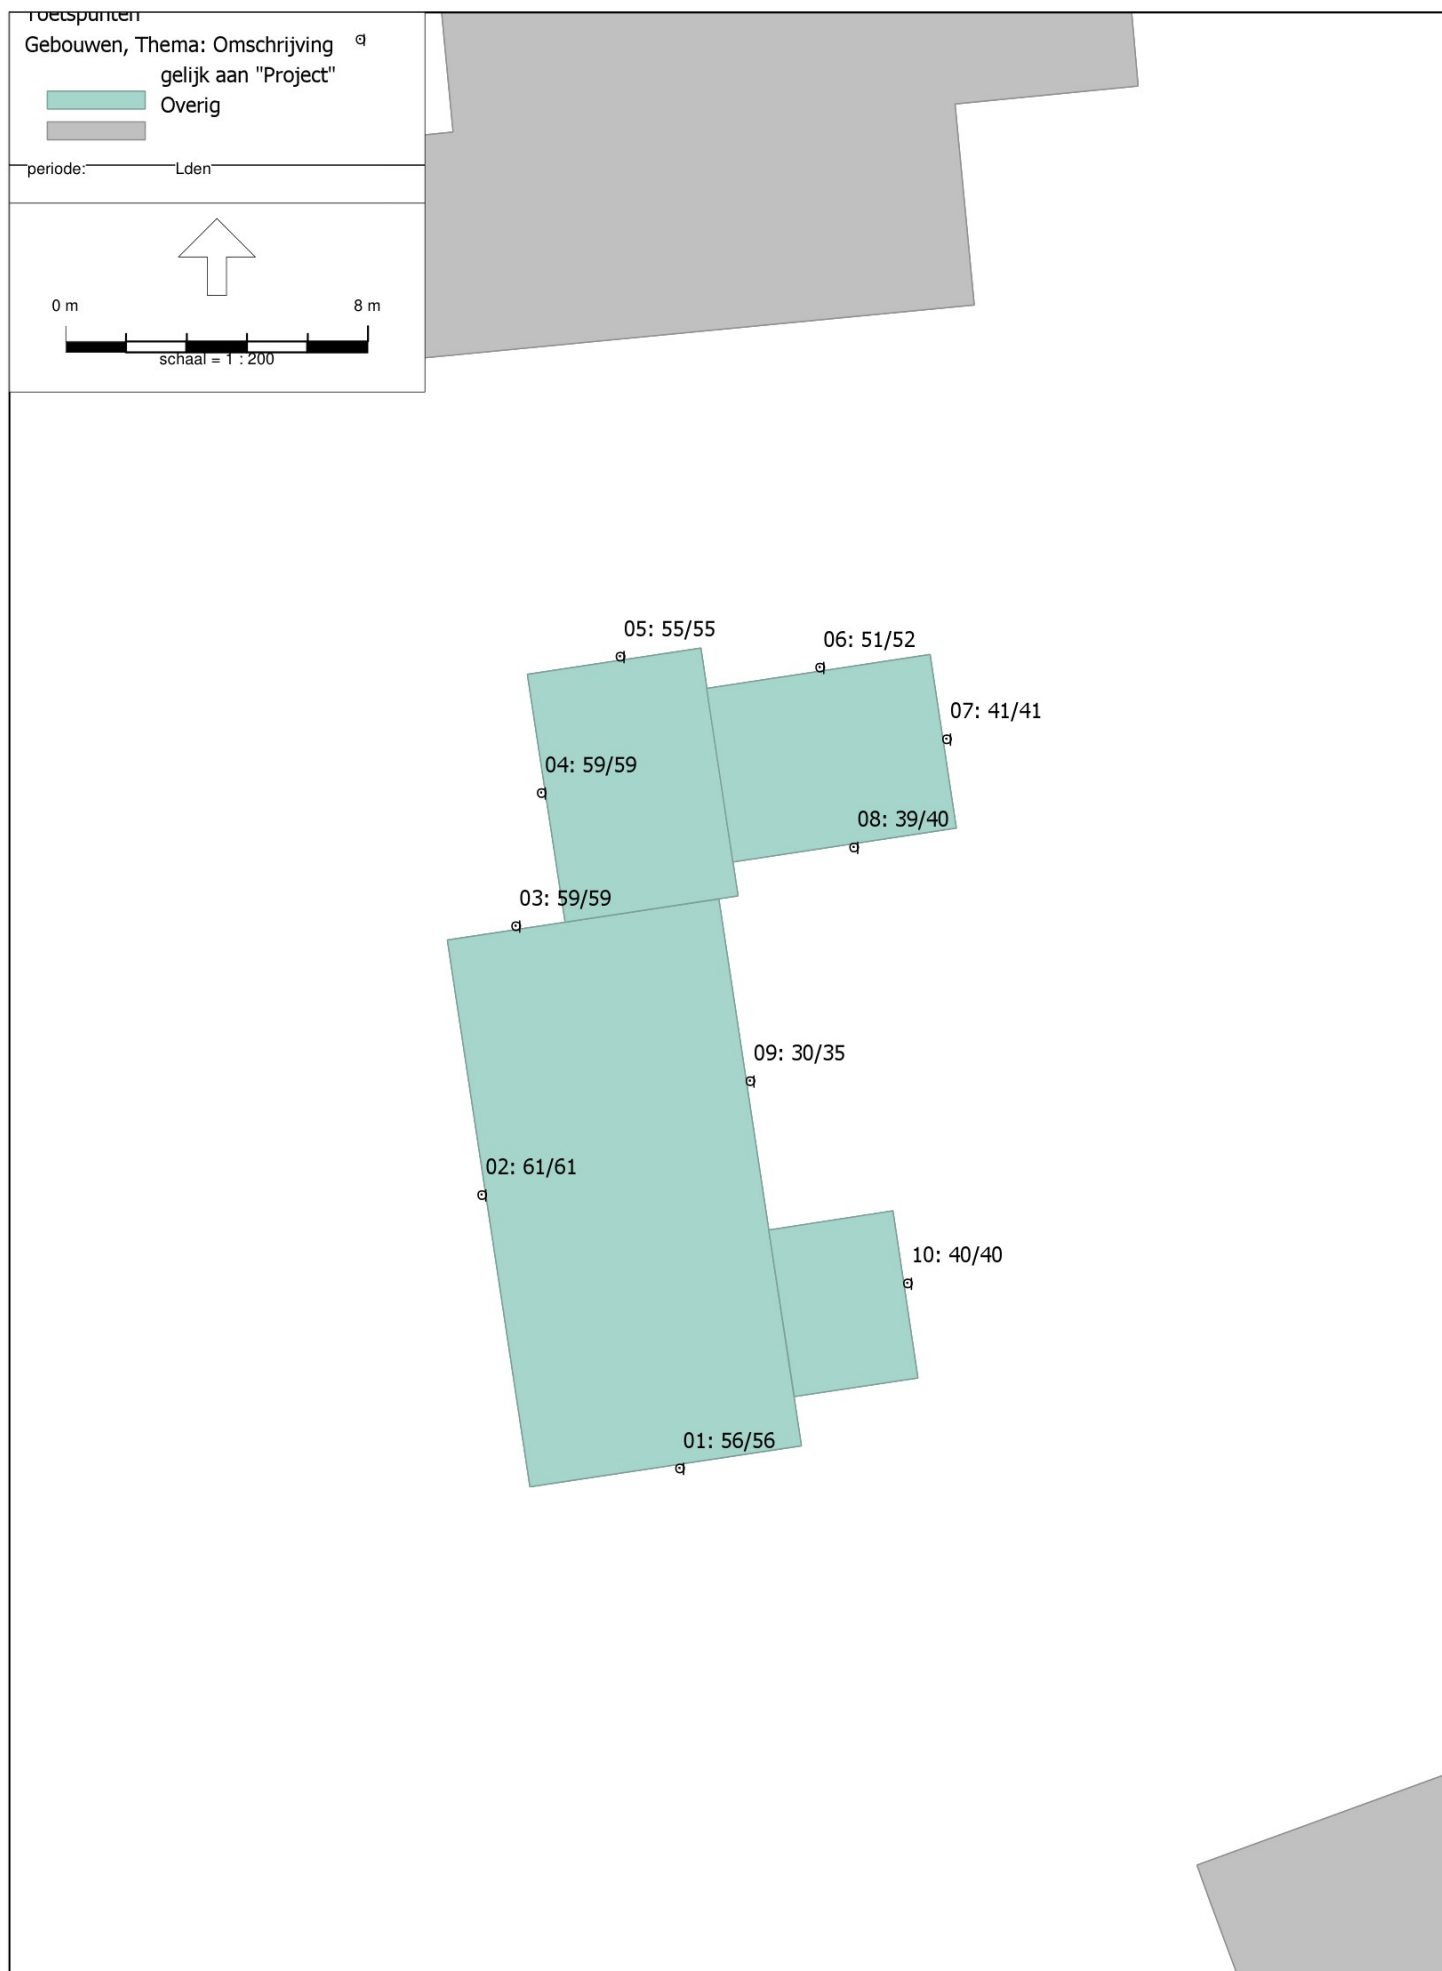 Toetspunten
Gebouwen, Thema: Omschrijving
gelijk aan "Project"
Overig
periode: Lden
0 m 8 m
schaal = 1 : 200
05: 55/55
06: 51/52
07: 41/41
04: 59/59
08: 39/40
03: 59/59
09: 30/35
02: 61/61
10: 40/40
01: 56/56